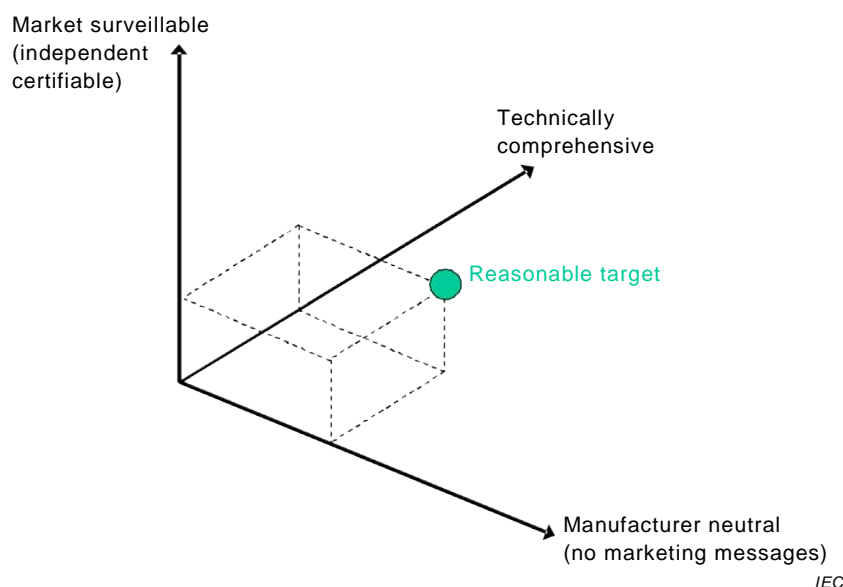 Market surveillable
(independent
certifiable)
Technically
comprehensive
Reasonable target
Manufacturer neutral
(no marketing messages)
IEC